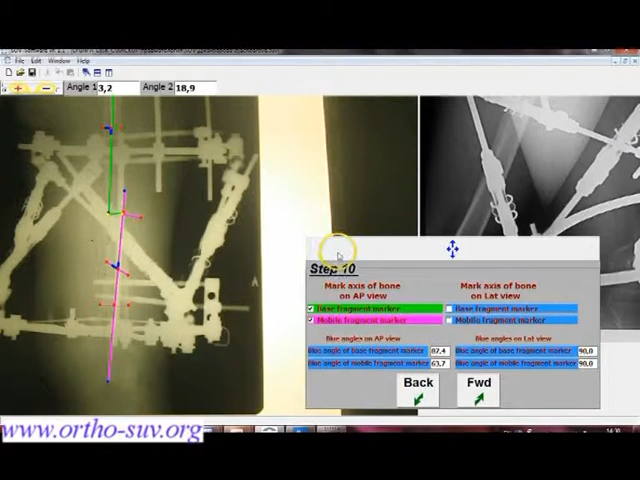 File Edit Window Help
Angle 1 3,2 Angle 2 18,9
A
Step 10
Mark axis of bone on AP view
Mark axis of bone on Lat view
Base fragment marker
Base fragment marker
Mobile fragment marker
Mobile fragment marker
Blue angles on AP view
Blue angles on Lat view
Blue angle of base fragment marker 87,4
Blue angle of base fragment marker 90,0
Blue angle of mobile fragment marker 63,7
Blue angle of mobile fragment marker 90,0
Back
Fwd
www.ortho-suv.org